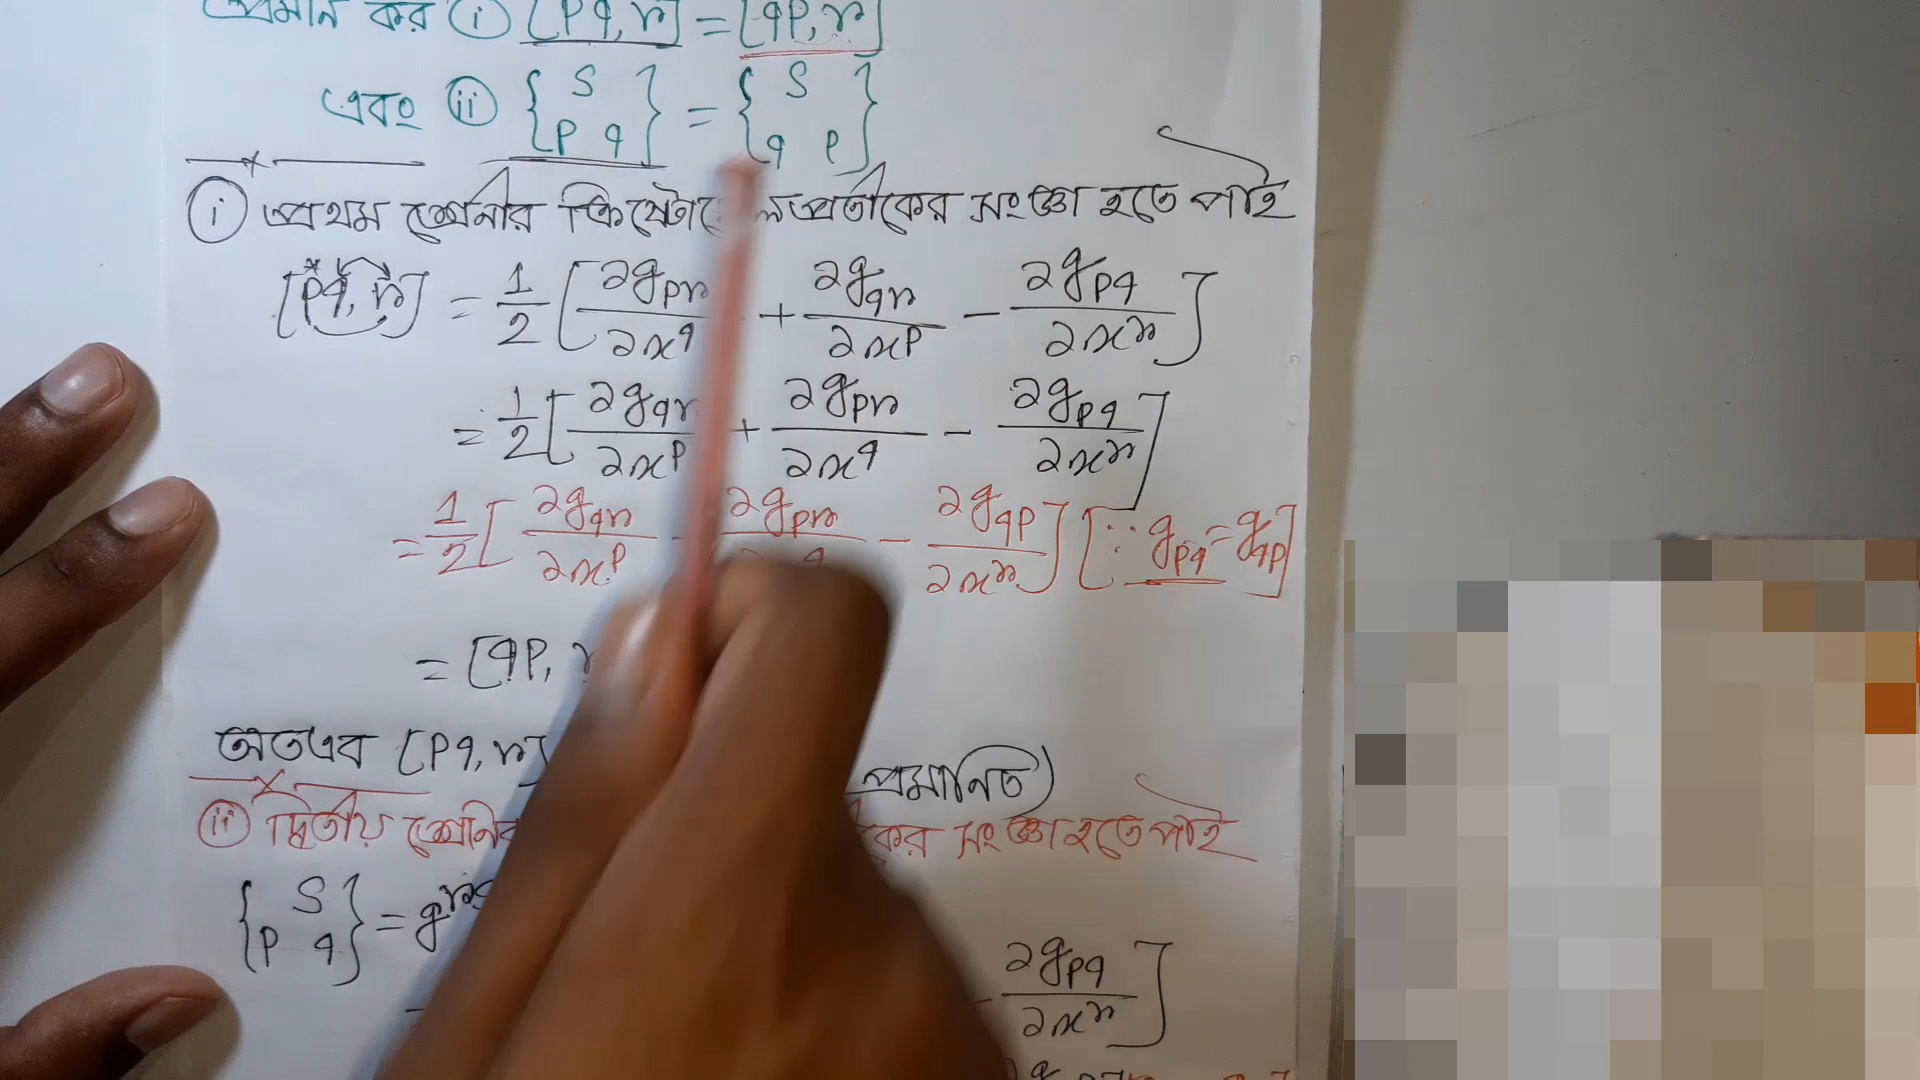 প্রমান কর (i) [pq, r] = [qp, r]
এবং (ii) {s / p q} = {s / q p}
(i) প্রথম শ্রেনীর প্রতীকের সংজ্ঞা হতে পাই
[pq, r] = 1/2 [∂g_pr/∂x^q + ∂g_qr/∂x^p − ∂g_pq/∂x^r]
= 1/2 [∂g_qr/∂x^p + ∂g_pr/∂x^q − ∂g_pq/∂x^r]
= 1/2 [∂g_qr/∂x^p ∂g_pr − ∂g_qp/∂x^r] [∵ g_pq = g_qp]
= [qp,
অতএব [pq, r] প্রমানিত)
(ii) দ্বিতীয় সংজ্ঞা হতে পাই
{s / p q} = g
− ∂g_pq/∂x^r]